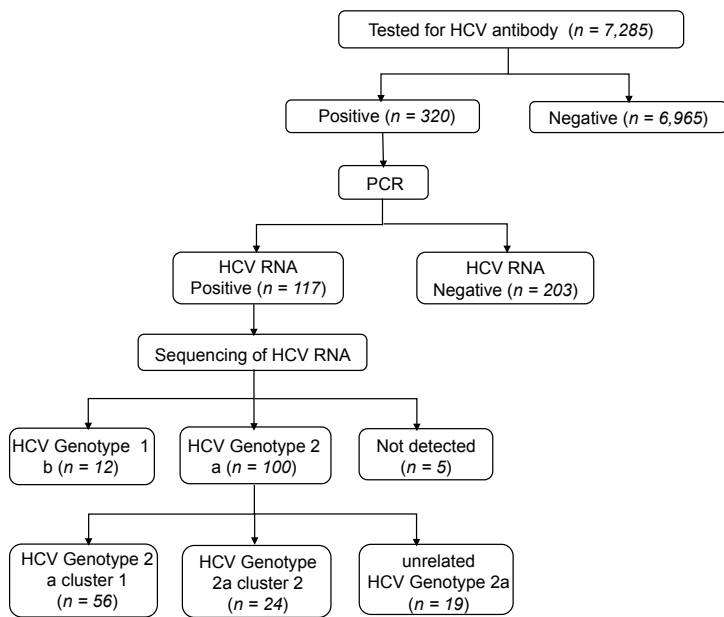 Tested for HCV antibody (n = 7,285)
Positive (n = 320)
Negative (n = 6,965)
PCR
HCV RNA
Positive (n = 117)
HCV RNA
Negative (n = 203)
Sequencing of HCV RNA
HCV Genotype 1
b (n = 12)
HCV Genotype 2
a (n = 100)
Not detected
(n = 5)
HCV Genotype 2
a cluster 1
(n = 56)
HCV Genotype
2a cluster 2
(n = 24)
unrelated
HCV Genotype 2a
(n = 19)